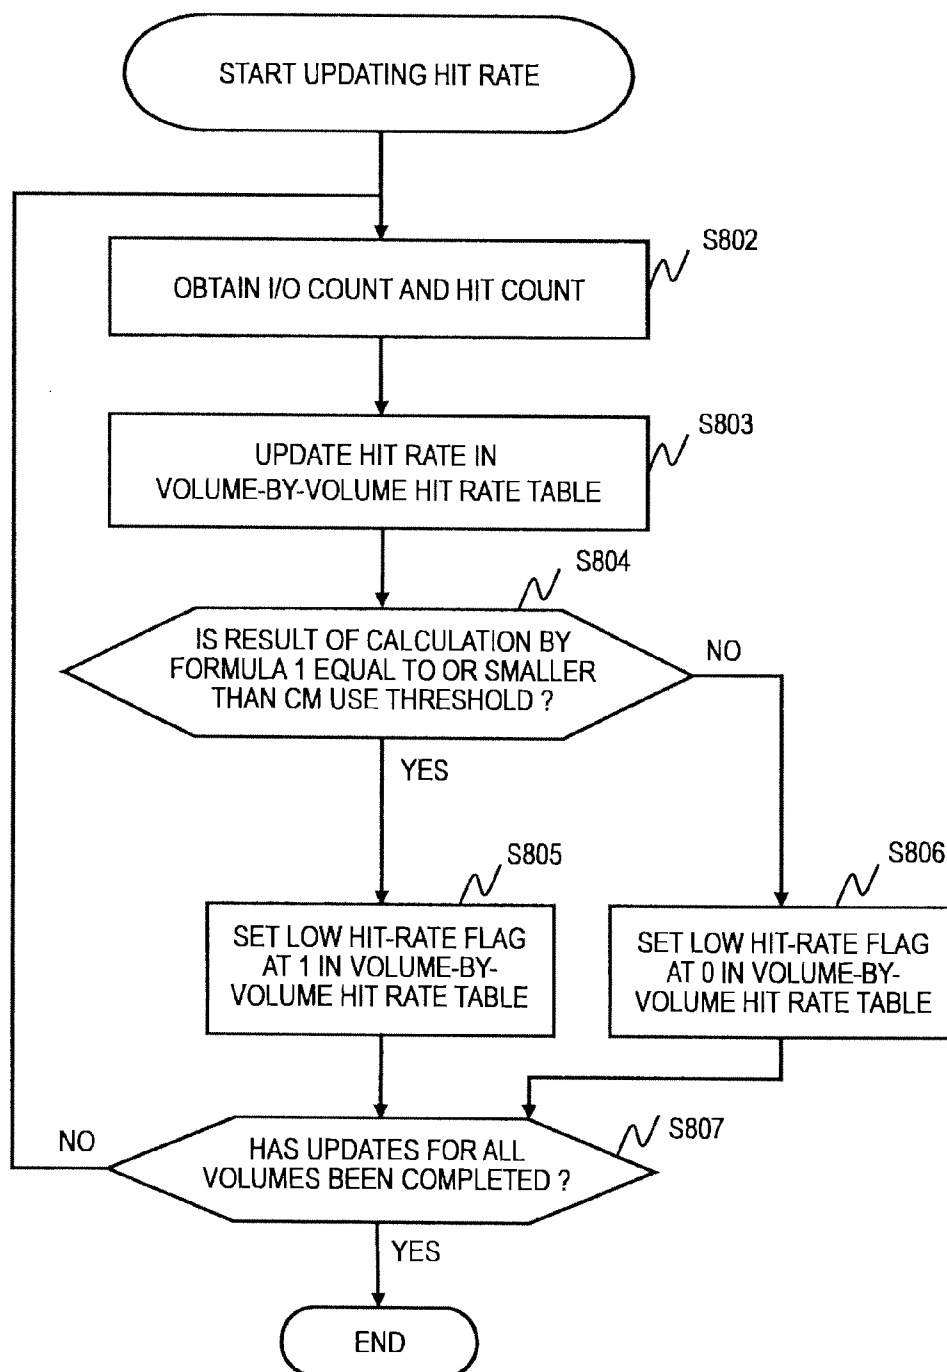 START UPDATING HIT RATE
S802
OBTAIN I/O COUNT AND HIT COUNT
S803
UPDATE HIT RATE IN
VOLUME-BY-VOLUME HIT RATE TABLE
S804
IS RESULT OF CALCULATION BY
FORMULA 1 EQUAL TO OR SMALLER
THAN CM USE THRESHOLD ?
NO
YES
S805
S806
SET LOW HIT-RATE FLAG
AT 1 IN VOLUME-BY-
VOLUME HIT RATE TABLE
SET LOW HIT-RATE FLAG
AT 0 IN VOLUME-BY-
VOLUME HIT RATE TABLE
S807
NO
HAS UPDATES FOR ALL
VOLUMES BEEN COMPLETED ?
YES
END